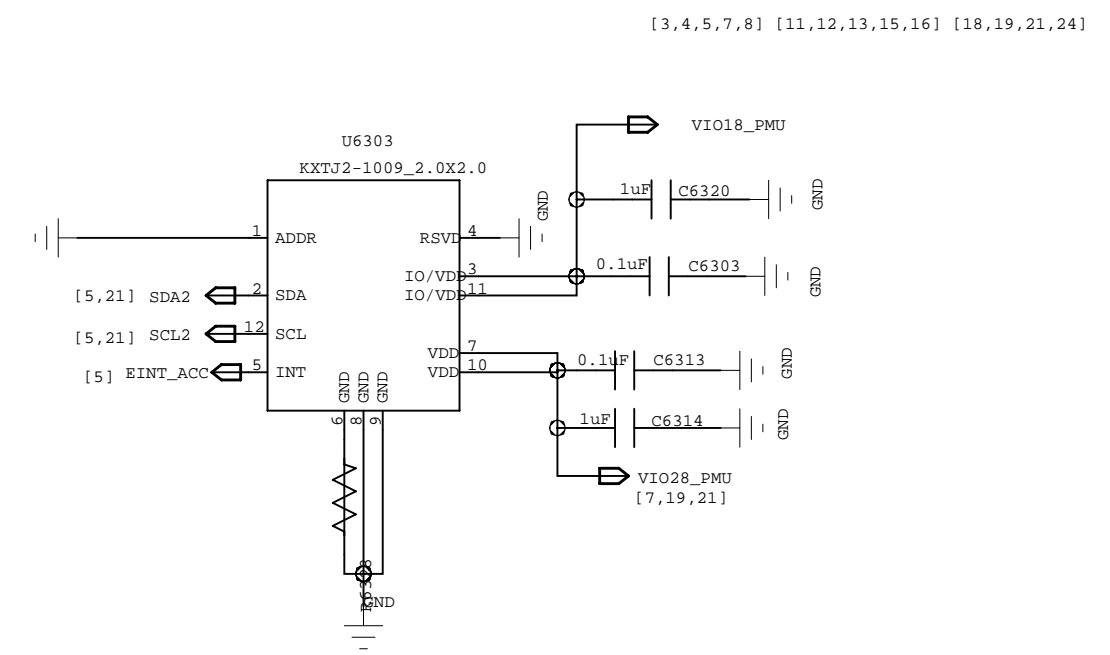 [3,4,5,7,8] [11,12,13,15,16] [18,19,21,24]
VIO18_PMU
U6303
KXTJ2-1009_2.0X2.0
1uF C6320 GND
GND
1 ADDR
RSVD 4
IO/VDD 3
0.1uF C6303 GND
IO/VDD 11
[5,21] SDA2 2 SDA
[5,21] SCL2 12 SCL
VDD 7
0.1uF C6313 GND
[5] EINT_ACC 5 INT
VDD 10
GND GND GND
6 8 9
1uF C6314 GND
VIO28_PMU
[7,19,21]
GND